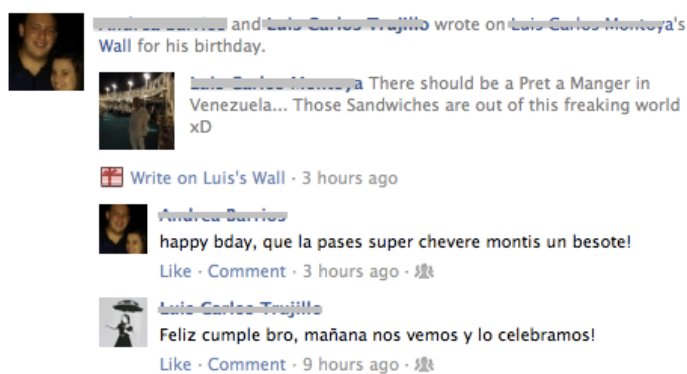 and wrote on 's
Wall for his birthday.
There should be a Pret a Manger in
Venezuela... Those Sandwiches are out of this freaking world
xD
Write on Luis's Wall · 3 hours ago
happy bday, que la pases super chevere montis un besote!
Like · Comment · 3 hours ago ·
Feliz cumple bro, mañana nos vemos y lo celebramos!
Like · Comment · 9 hours ago ·